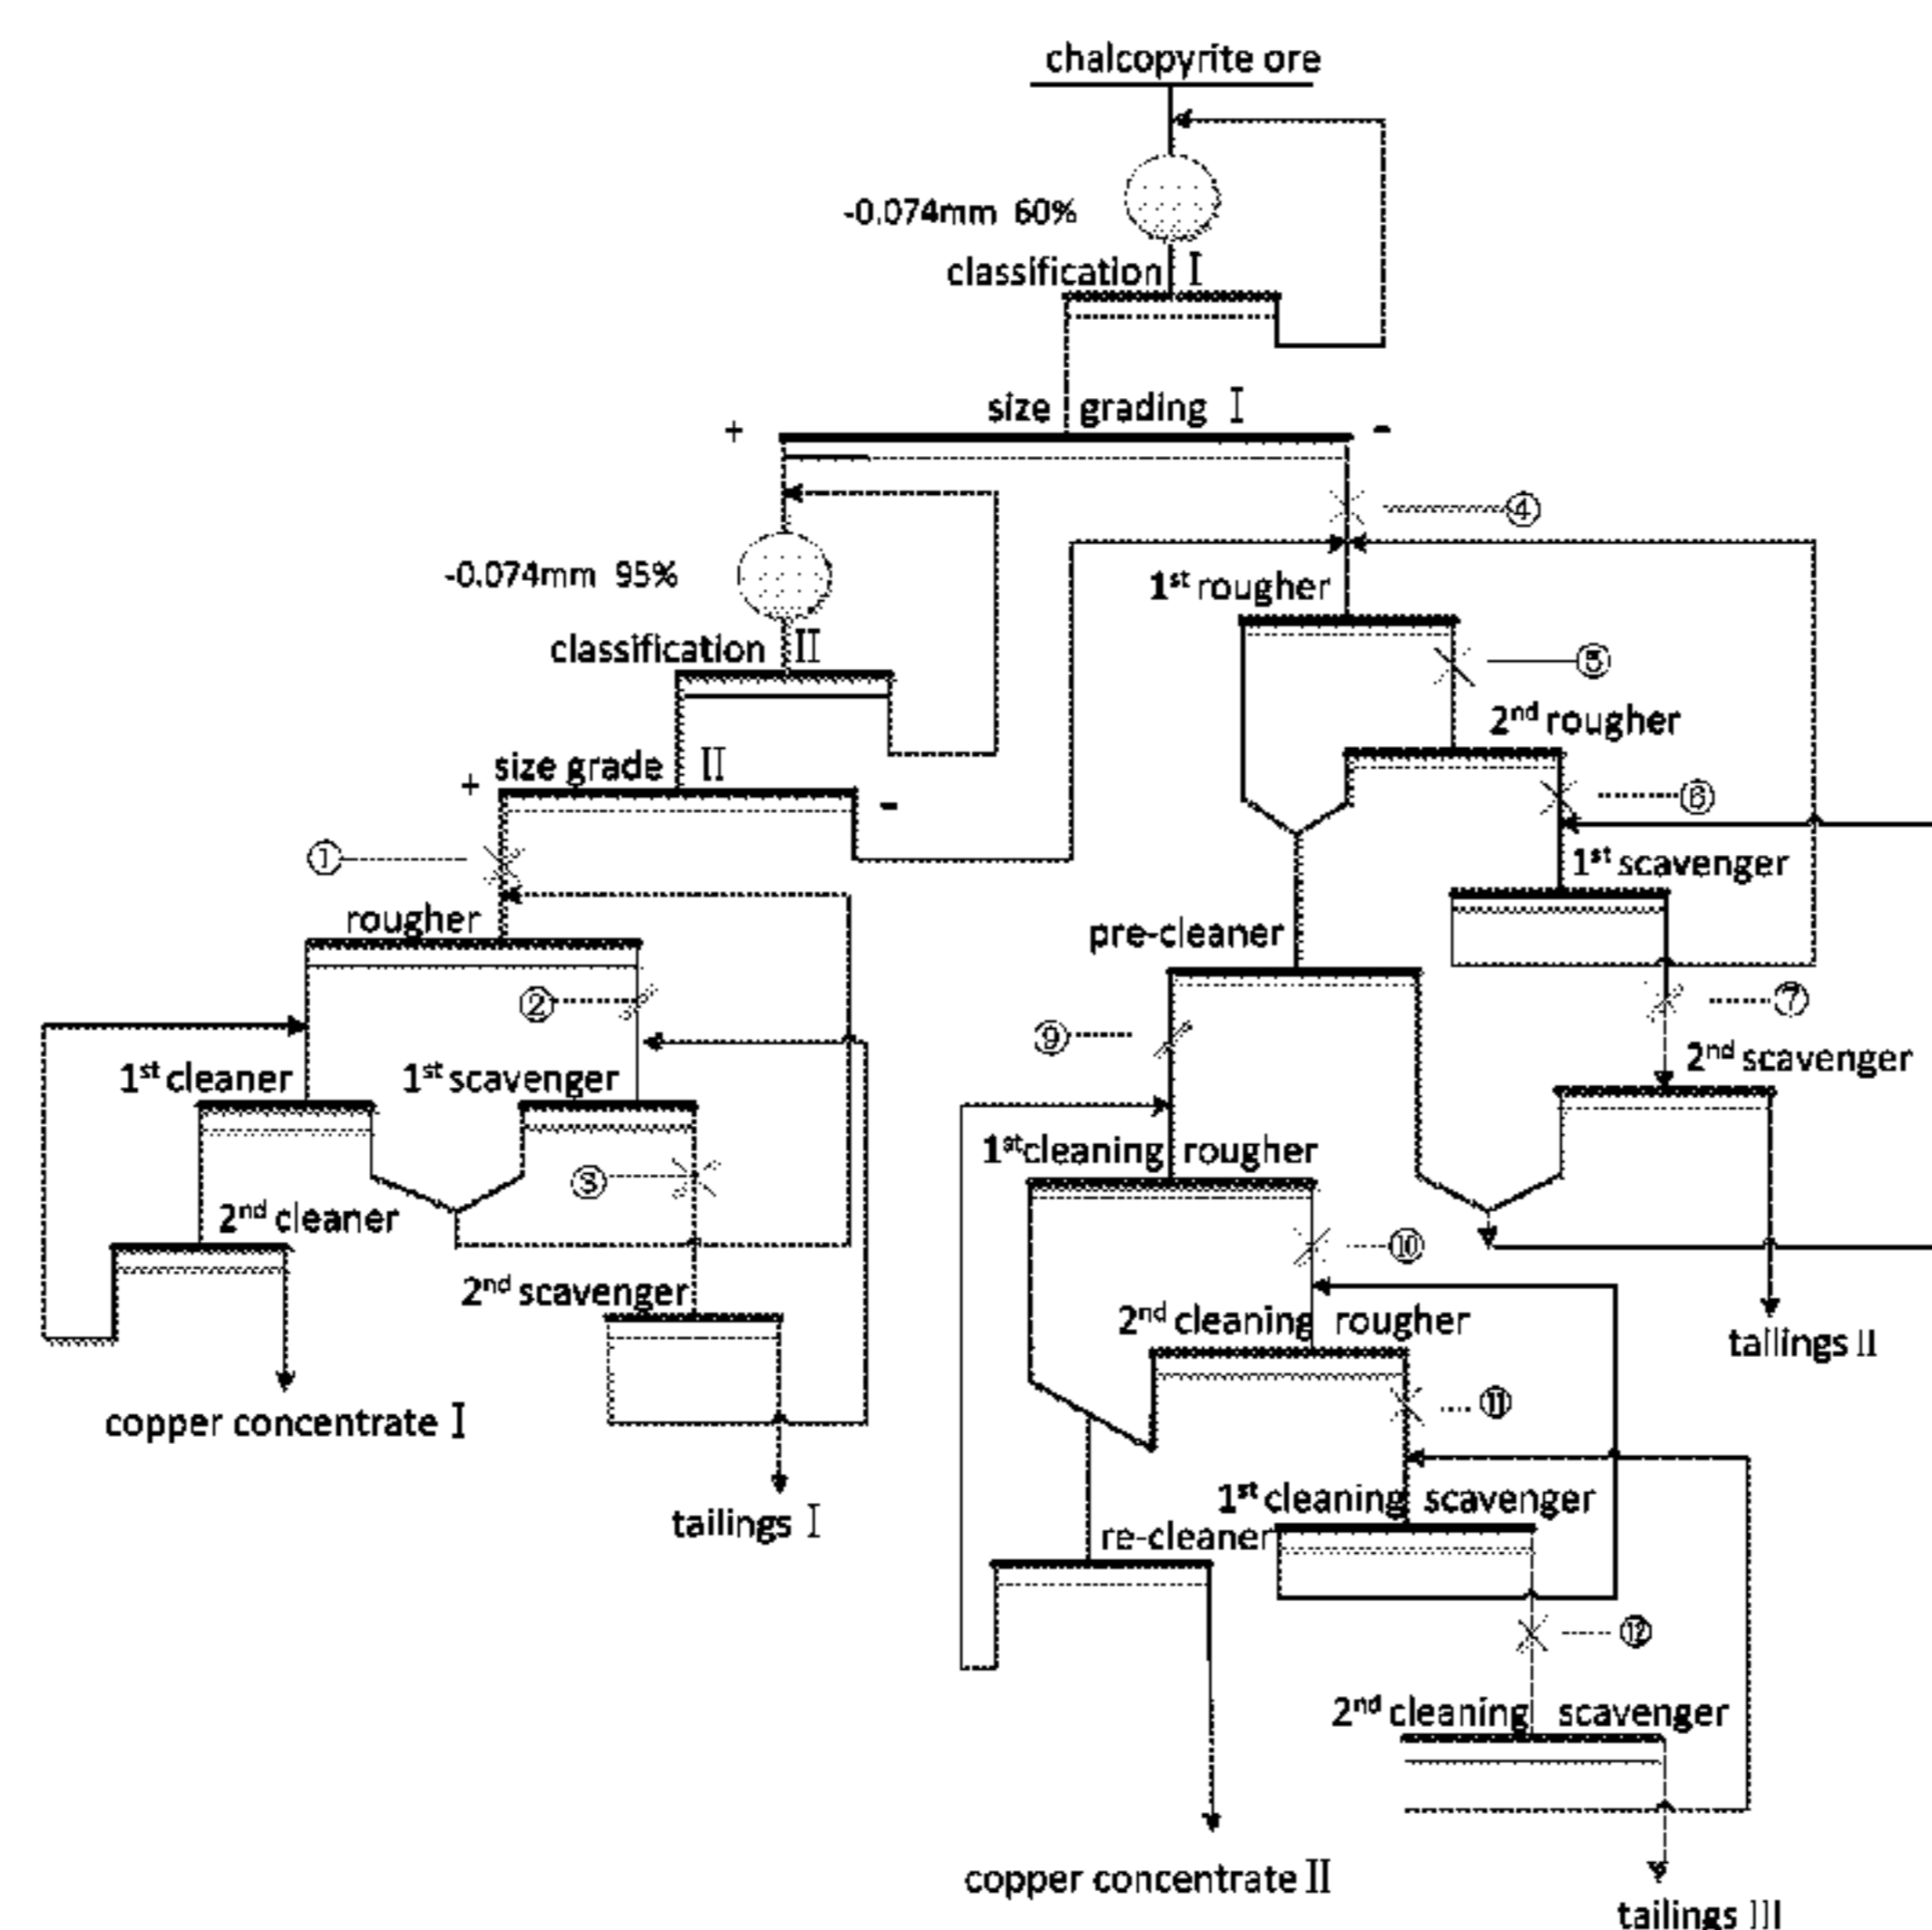 chalcopyrite ore
-0.074mm 60%
classification I
size grading I
+ -
④
-0.074mm 95%
1st rougher
classification II
⑤
2nd rougher
size grade II
+ -
⑥
①
1st scavenger
rougher
pre-cleaner
②
⑦
⑨
2nd scavenger
1st cleaner
1st scavenger
1st cleaning rougher
③
2nd cleaner
⑩
2nd scavenger
2nd cleaning rougher
tailings II
copper concentrate I
⑪
tailings I
1st cleaning scavenger
re-cleaner
⑫
2nd cleaning scavenger
copper concentrate II
tailings III